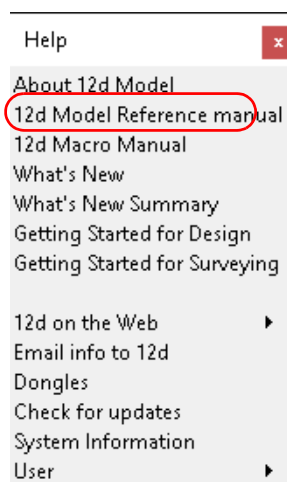 Help
x
About 12d Model
12d Model Reference manual
12d Macro Manual
What's New
What's New Summary
Getting Started for Design
Getting Started for Surveying
12d on the Web
Email info to 12d
Dongles
Check for updates
System Information
User